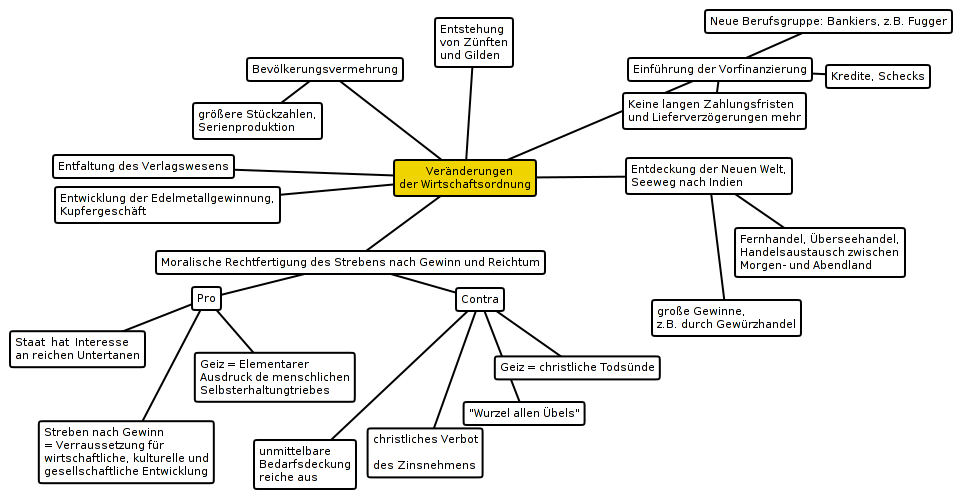 Neue Berufsgruppe: Bankiers, z.B. Fugger
Entstehung
von Zünften
und Gilden
Bevölkerungsvermehrung
Einführung der Vorfinanzierung
Kredite, Schecks
größere Stückzahlen,
Serienproduktion
Keine langen Zahlungsfristen
und Lieferverzögerungen mehr
Entfaltung des Verlagswesens
Veränderungen
der Wirtschaftsordnung
Entdeckung der Neuen Welt,
Seeweg nach Indien
Entwicklung der Edelmetallgewinnung,
Kupfergeschäft
Fernhandel, Überseehandel,
Handelsaustausch zwischen
Morgen- und Abendland
Moralische Rechtfertigung des Strebens nach Gewinn und Reichtum
Pro
Contra
große Gewinne,
z.B. durch Gewürzhandel
Staat hat Interesse
an reichen Untertanen
Geiz = Elementarer
Ausdruck de menschlichen
Selbsterhaltungtriebes
Geiz = christliche Todsünde
"Wurzel allen Übels"
Streben nach Gewinn
= Verraussetzung für
wirtschaftliche, kulturelle und
gesellschaftliche Entwicklung
unmittelbare
Bedarfsdeckung
reiche aus
christliches Verbot
des Zinsnehmens